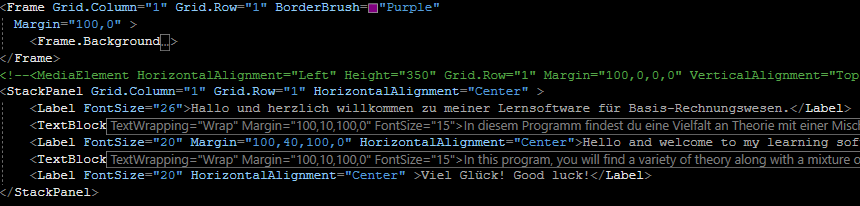 <Frame Grid.Column="1" Grid.Row="1" BorderBrush="Purple"
Margin="100,0" >
<Frame.Background...>
</Frame>
<!--<MediaElement HorizontalAlignment="Left" Height="350" Grid.Row="1" Margin="100,0,0,0" VerticalAlignment="Top
<StackPanel Grid.Column="1" Grid.Row="1" HorizontalAlignment="Center" >
<Label FontSize="26">Hallo und herzlich willkommen zu meiner Lernsoftware für Basis-Rechnungswesen.</Label>
<TextBlock TextWrapping="Wrap" Margin="100,10,100,0" FontSize="15">In diesem Programm findest du eine Vielfalt an Theorie mit einer Misch
<Label FontSize="20" Margin="100,40,100,0" HorizontalAlignment="Center">Hello and welcome to my learning sof
<TextBlock TextWrapping="Wrap" Margin="100,10,100,0" FontSize="15">In this program, you will find a variety of theory along with a mixture o
<Label FontSize="20" HorizontalAlignment="Center" >Viel Glück! Good luck!</Label>
</StackPanel>